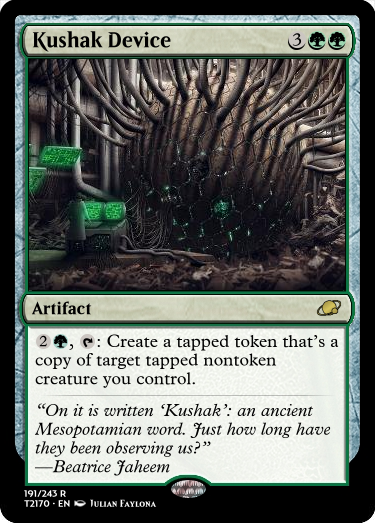 Kushak Device 3
Artifact
2 , : Create a tapped token that's a
copy of target tapped nontoken
creature you control.
“On it is written ‘Kushak’: an ancient
Mesopotamian word. Just how long have
they been observing us?”
—Beatrice Jaheem
191/243 R
T2170 • EN Julian Faylona